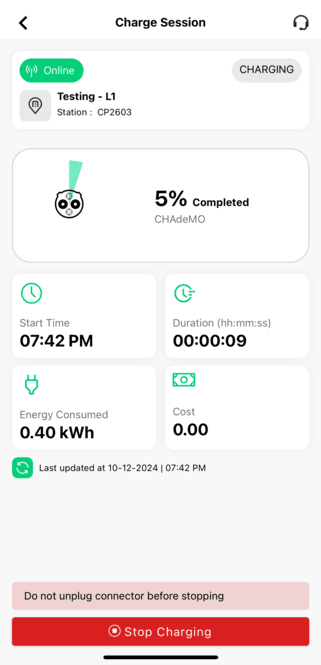 Charge Session
Online
CHARGING
Testing - L1
Station : CP2603
5% Completed
CHAdeMO
Start Time
07:42 PM
Duration (hh:mm:ss)
00:00:09
Energy Consumed
0.40 kWh
Cost
0.00
Last updated at 10-12-2024 | 07:42 PM
Do not unplug connector before stopping
Stop Charging